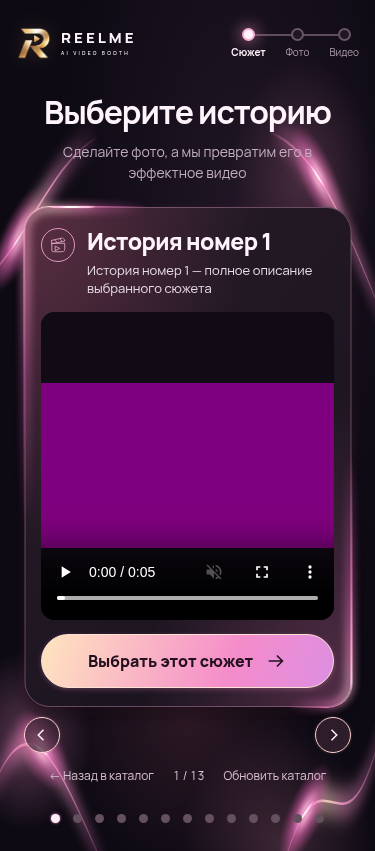 REELME
AI VIDEO BOOTH
Сюжет Фото Видео
Выберите историю
Сделайте фото, а мы превратим его в
эффектное видео
История номер 1
История номер 1 — полное описание
выбранного сюжета
0:00 / 0:05
Выбрать этот сюжет →
← Назад в каталог 1 / 13 Обновить каталог